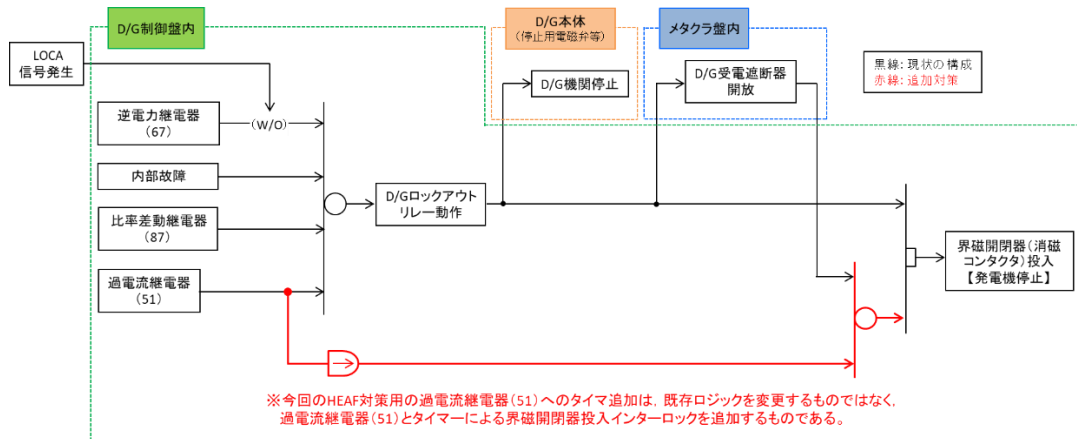 D/G制御盤内
D/G本体
(停止用電磁弁等)
メタクラ盤内
LOCA
信号発生
黒線：現状の構成
赤線：追加対策
D/G機関停止
D/G受電遮断器
開放
逆電力継電器
(67)
(W/O)
内部故障
D/Gロックアウト
リレー動作
比率差動継電器
(87)
界磁開閉器(消磁
コンタクタ)投入
【発電機停止】
過電流継電器
(51)
※今回のHEAF対策用の過電流継電器(51)へのタイマ追加は，既存ロジックを変更するものではなく，
過電流継電器(51)とタイマーによる界磁開閉器投入インターロックを追加するものである。